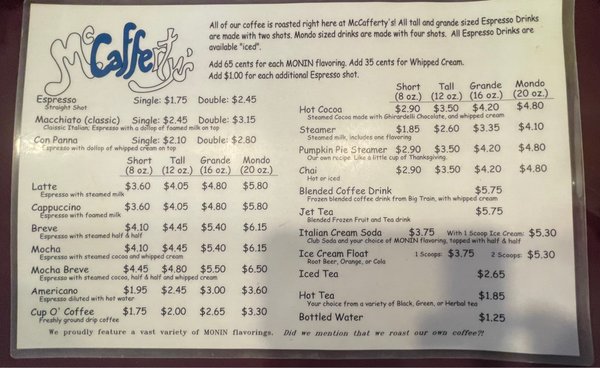 McCafferty's
All of our coffee is roasted right here at McCafferty's! All tall and grande sized Espresso Drinks
are made with two shots. Mondo sized drinks are made with four shots. All Espresso Drinks are
available "iced".
Add 65 cents for each MONIN flavoring. Add 35 cents for Whipped Cream.
Add $1.00 for each additional Espresso shot.
Espresso Single: $1.75 Double: $2.45
Straight Shot
Macchiato (classic) Single: $2.45 Double: $3.15
Classic Italian; Espresso with a dollop of foamed milk on top
Con Panna Single: $2.10 Double: $2.80
Espresso with dollop of whipped cream on top
Short Tall Grande Mondo
(8 oz.) (12 oz.) (16 oz.) (20 oz.)
Latte $3.60 $4.05 $4.80 $5.80
Espresso with steamed milk
Cappuccino $3.60 $4.05 $4.80 $5.80
Espresso with foamed milk
Breve $4.10 $4.45 $5.40 $6.15
Espresso with steamed half & half
Mocha $4.10 $4.45 $5.40 $6.15
Espresso with steamed cocoa and whipped cream
Mocha Breve $4.45 $4.80 $5.50 $6.50
Espresso with steamed cocoa, half & half and whipped cream
Americano $1.95 $2.45 $3.00 $3.60
Espresso diluted with hot water
Cup O' Coffee $1.75 $2.00 $2.65 $3.30
Freshly ground drip coffee
Short Tall Grande Mondo
(8 oz.) (12 oz.) (16 oz.) (20 oz.)
Hot Cocoa $2.90 $3.50 $4.20 $4.80
Steamed Cocoa made with Ghirardelli Chocolate, and whipped cream
Steamer $1.85 $2.60 $3.35 $4.10
Steamed milk, includes one flavoring
Pumpkin Pie Steamer $2.90 $3.50 $4.20 $4.80
Our own recipe. Like a little cup of Thanksgiving.
Chai $2.90 $3.50 $4.20 $4.80
Hot or iced
Blended Coffee Drink $5.75
Frozen blended coffee drink from Big Train, with whipped cream
Jet Tea $5.75
Blended Frozen Fruit and Tea drink
Italian Cream Soda $3.75 With 1 Scoop Ice Cream: $5.30
Club Soda and your choice of MONIN flavoring, topped with half & half
Ice Cream Float 1 Scoops: $3.75 2 Scoops: $5.30
Root Beer, Orange, or Cola
Iced Tea $2.65
Hot Tea $1.85
Your choice from a variety of Black, Green, or Herbal tea
Bottled Water $1.25
We proudly feature a vast variety of MONIN flavorings. Did we mention that we roast our own coffee?!